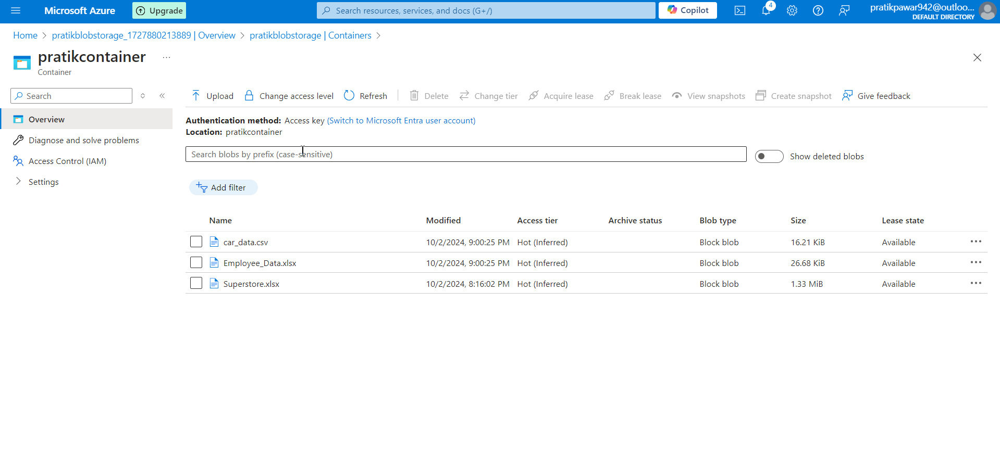 Microsoft Azure
Upgrade
Search resources, services, and docs (G+/)
Copilot
4
pratikpawar942@outloo...
DEFAULT DIRECTORY
Home > pratikblobstorage_1727880213889 | Overview > pratikblobstorage | Containers >
pratikcontainer ...
Container
Search
Overview
Diagnose and solve problems
Access Control (IAM)
Settings
Upload Change access level Refresh Delete Change tier Acquire lease Break lease View snapshots Create snapshot Give feedback
Authentication method: Access key (Switch to Microsoft Entra user account)
Location: pratikcontainer
Search blobs by prefix (case-sensitive)
Show deleted blobs
Add filter
Name Modified Access tier Archive status Blob type Size Lease state
car_data.csv 10/2/2024, 9:00:25 PM Hot (Inferred) Block blob 16.21 KiB Available
Employee_Data.xlsx 10/2/2024, 9:00:25 PM Hot (Inferred) Block blob 26.68 KiB Available
Superstore.xlsx 10/2/2024, 8:16:02 PM Hot (Inferred) Block blob 1.33 MiB Available